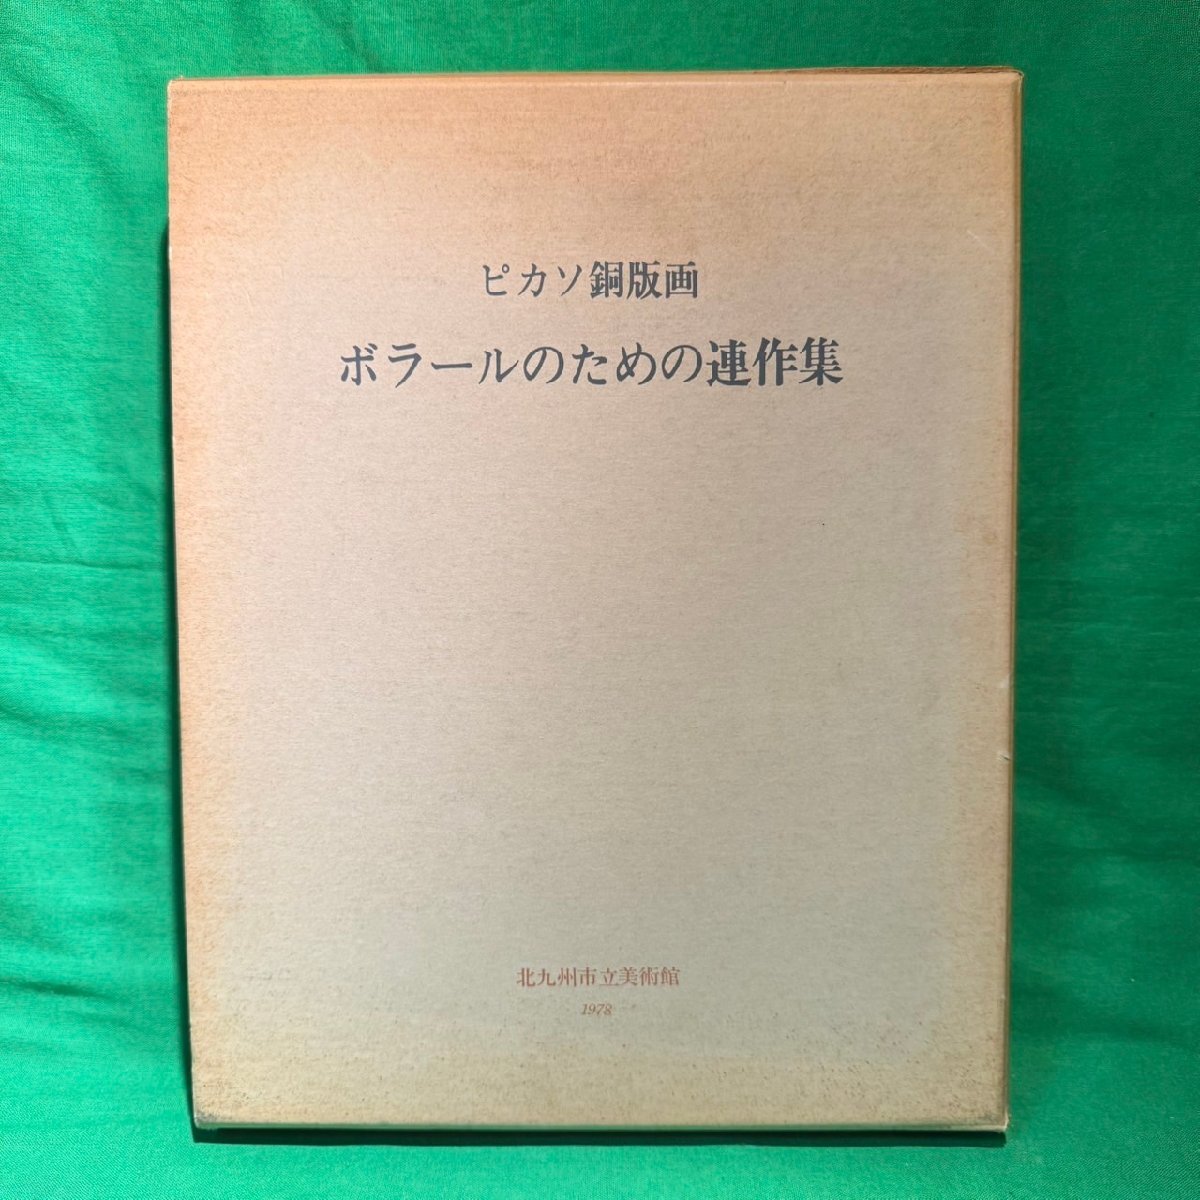 ピカソ銅版画
ボラールのための連作集
北九州市立美術館
1978